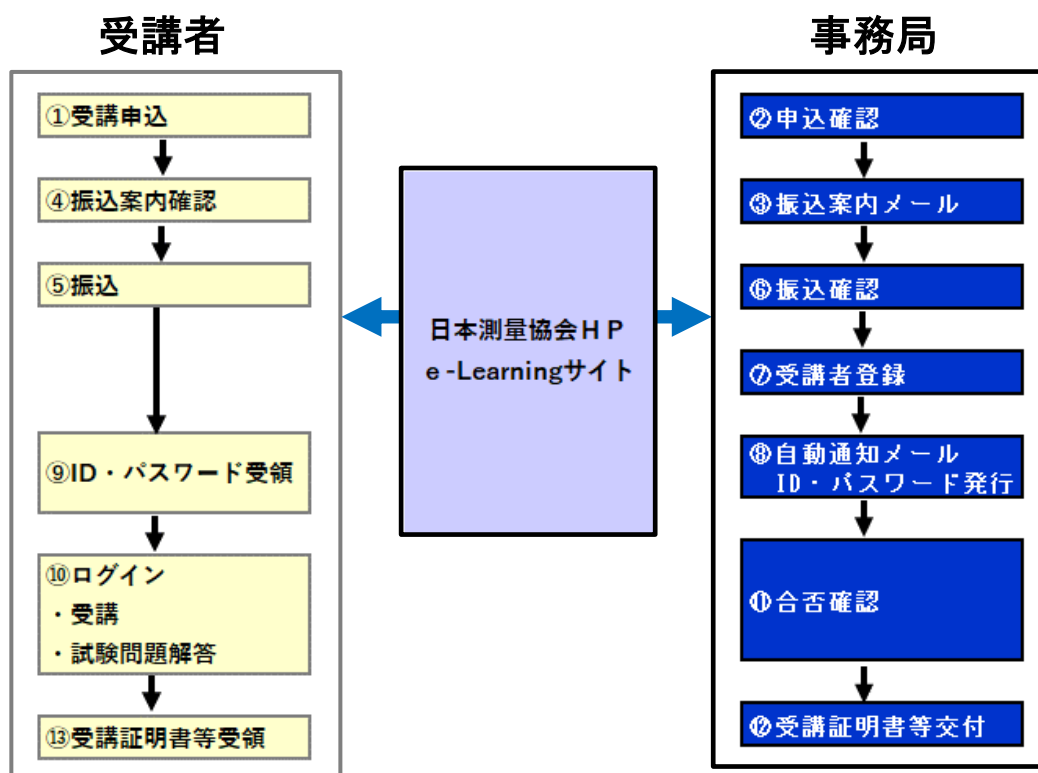 受講者
①受講申込
④振込案内確認
⑤振込
⑨ID・パスワード受領
⑩ログイン
・受講
・試験問題解答
⑬受講証明書等受領
日本測量協会ＨＰ
ｅ-Learningサイト
事務局
②申込確認
③振込案内メール
⑥振込確認
⑦受講者登録
⑧自動通知メール
ID・パスワード発行
⑪合否確認
⑫受講証明書等交付